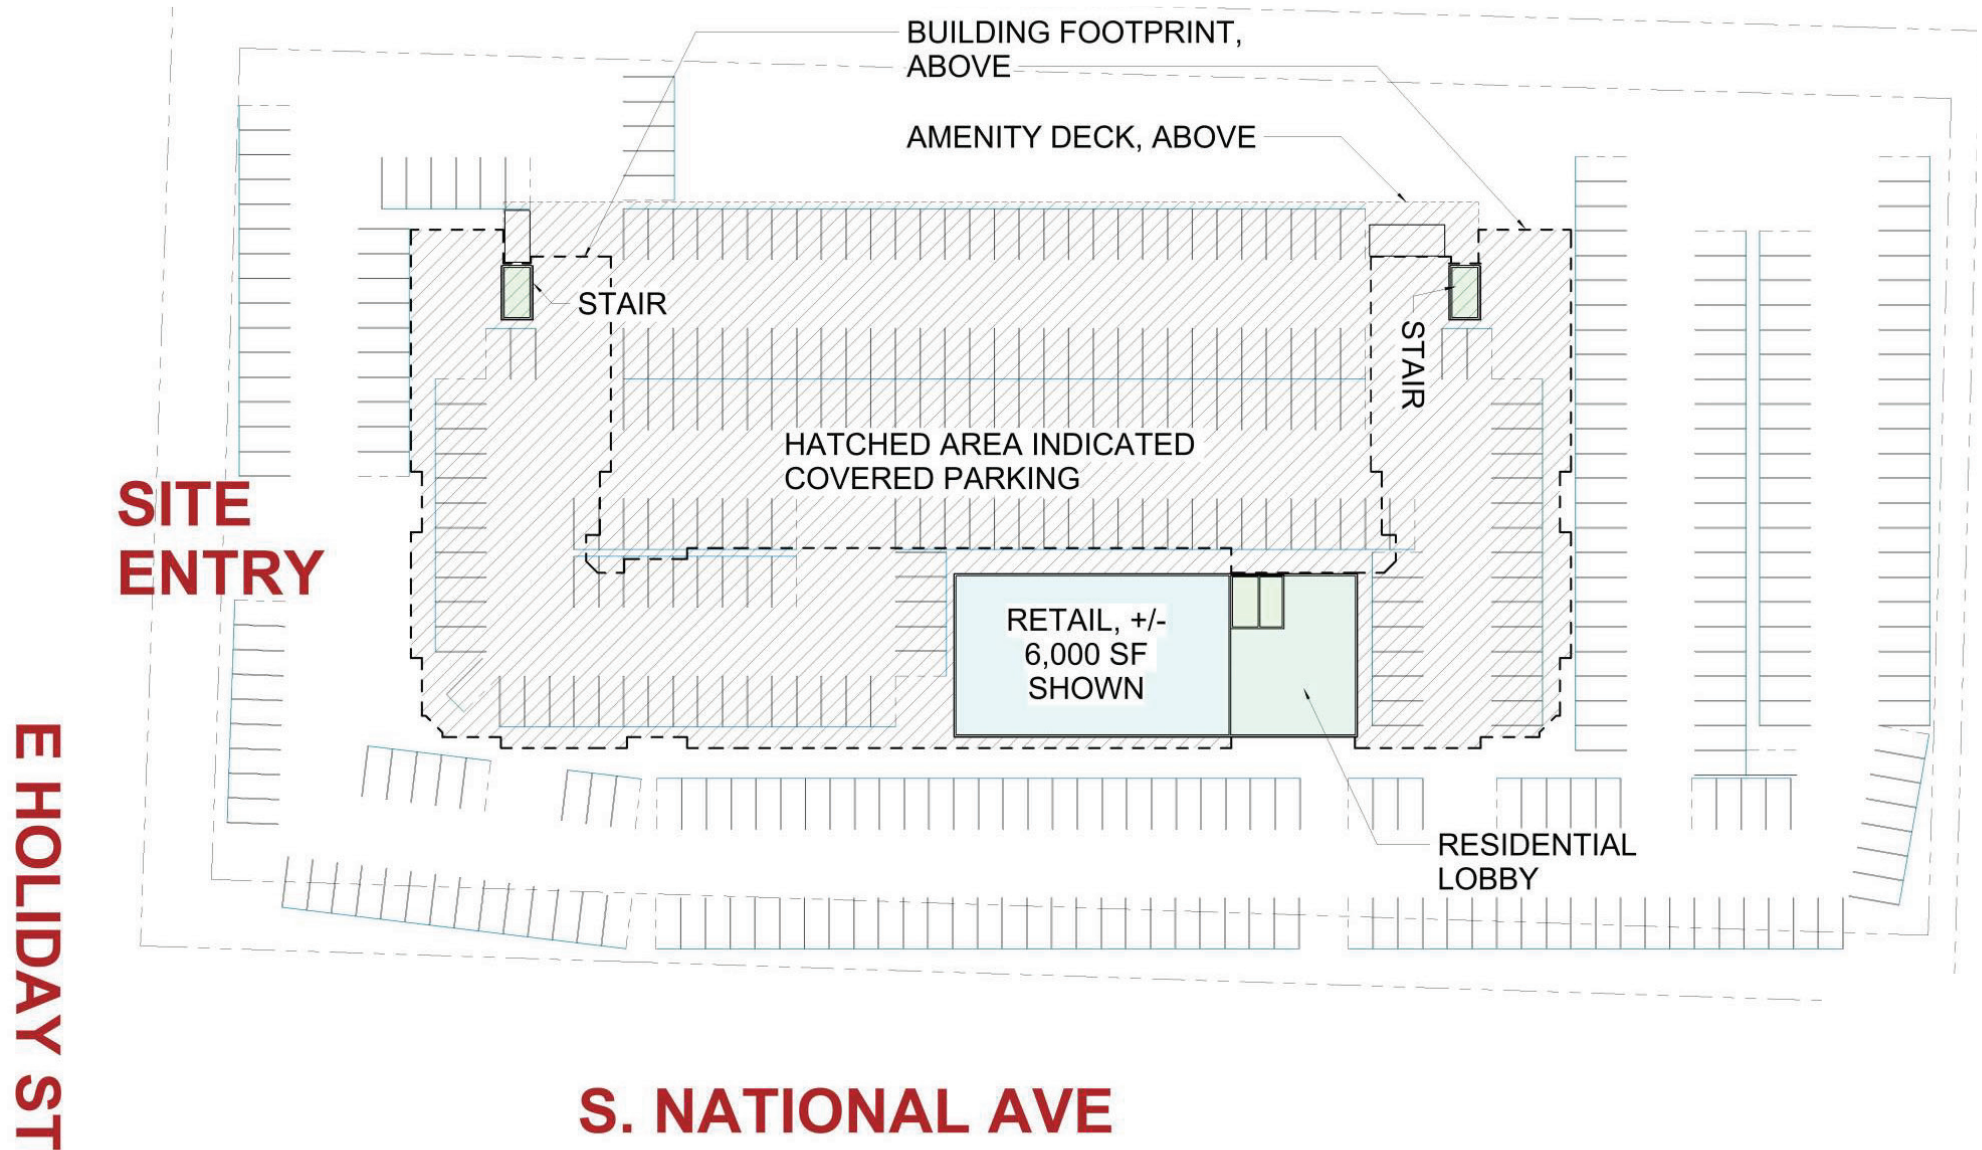 BUILDING FOOTPRINT,
ABOVE
AMENITY DECK, ABOVE
STAIR
STAIR
HATCHED AREA INDICATED
COVERED PARKING
SITE
ENTRY
RETAIL, +/-
6,000 SF
SHOWN
RESIDENTIAL
LOBBY
E HOLIDAY ST
S. NATIONAL AVE